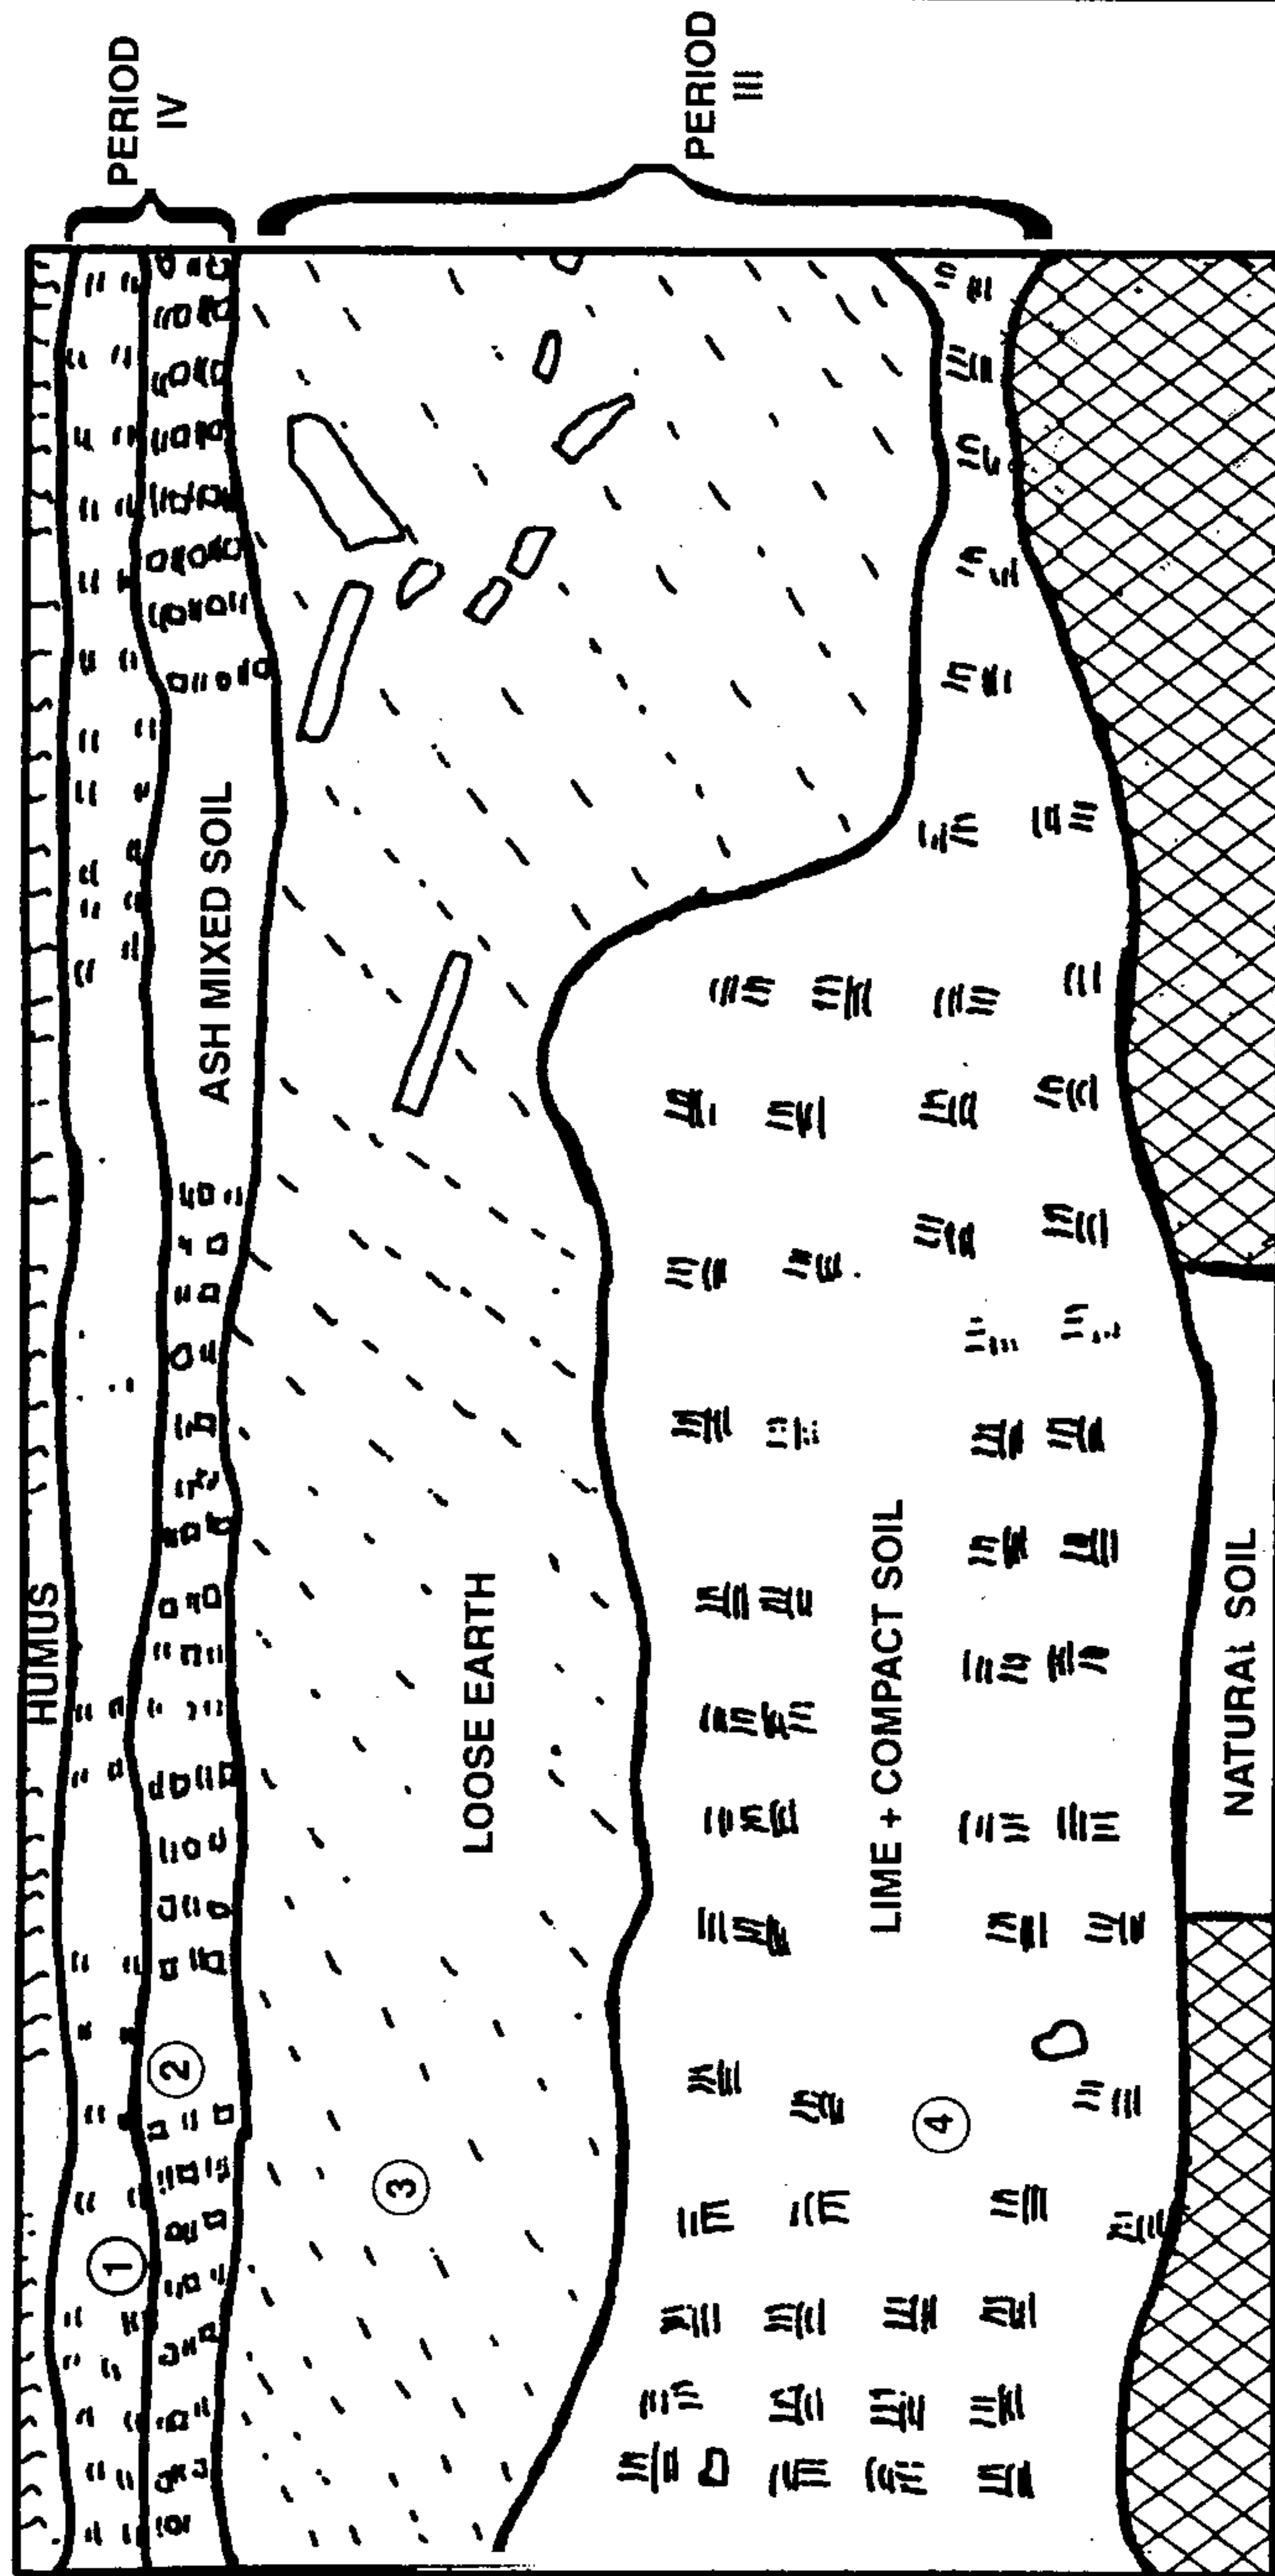 HUMUS
PERIOD
IV
1
2
ASH MIXED SOIL
3
LOOSE EARTH
PERIOD
III
4
LIME + COMPACT SOIL
NATURAL SOIL